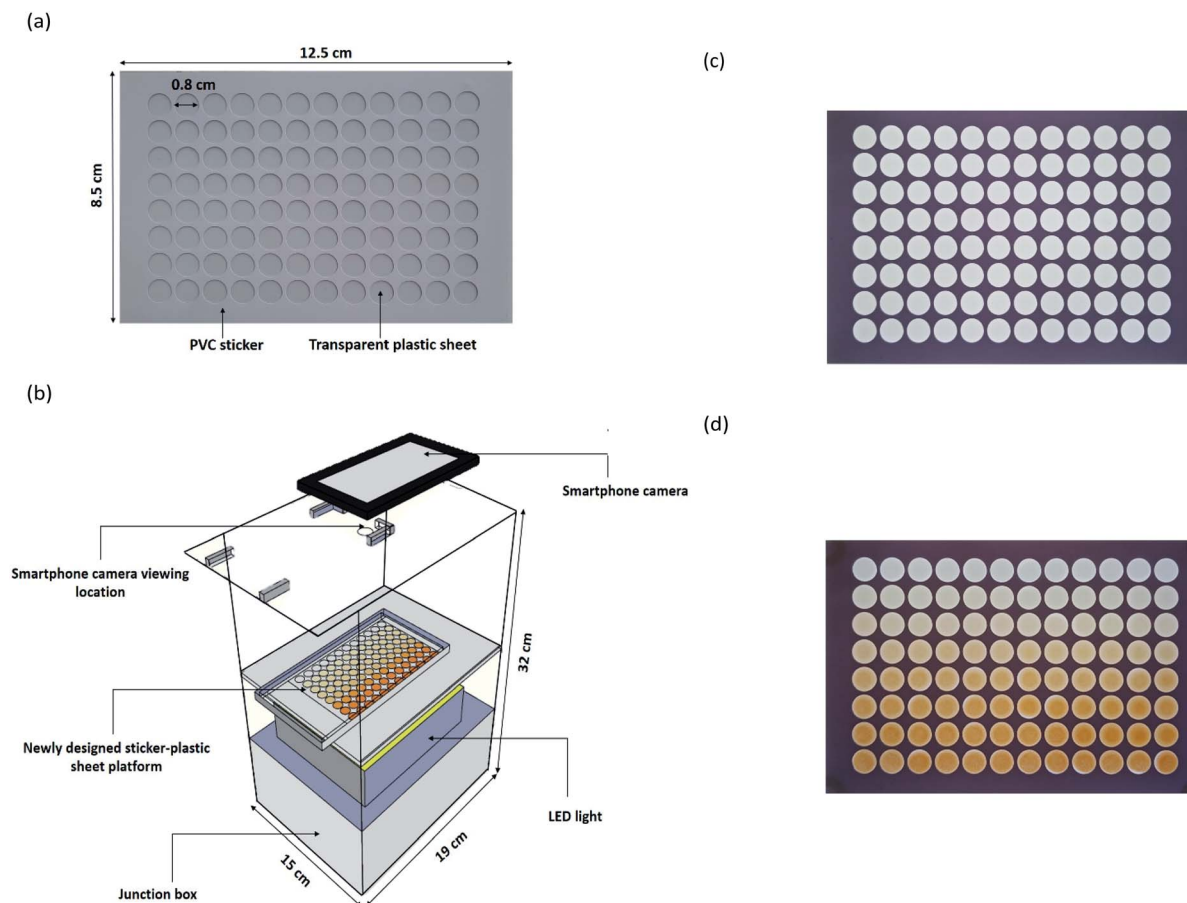 (a)
12.5 cm
0.8 cm
8.5 cm
PVC sticker
Transparent plastic sheet
(b)
Smartphone camera
Smartphone camera viewing
location
32 cm
Newly designed sticker-plastic
sheet platform
LED light
19 cm
15 cm
Junction box
(c)
(d)